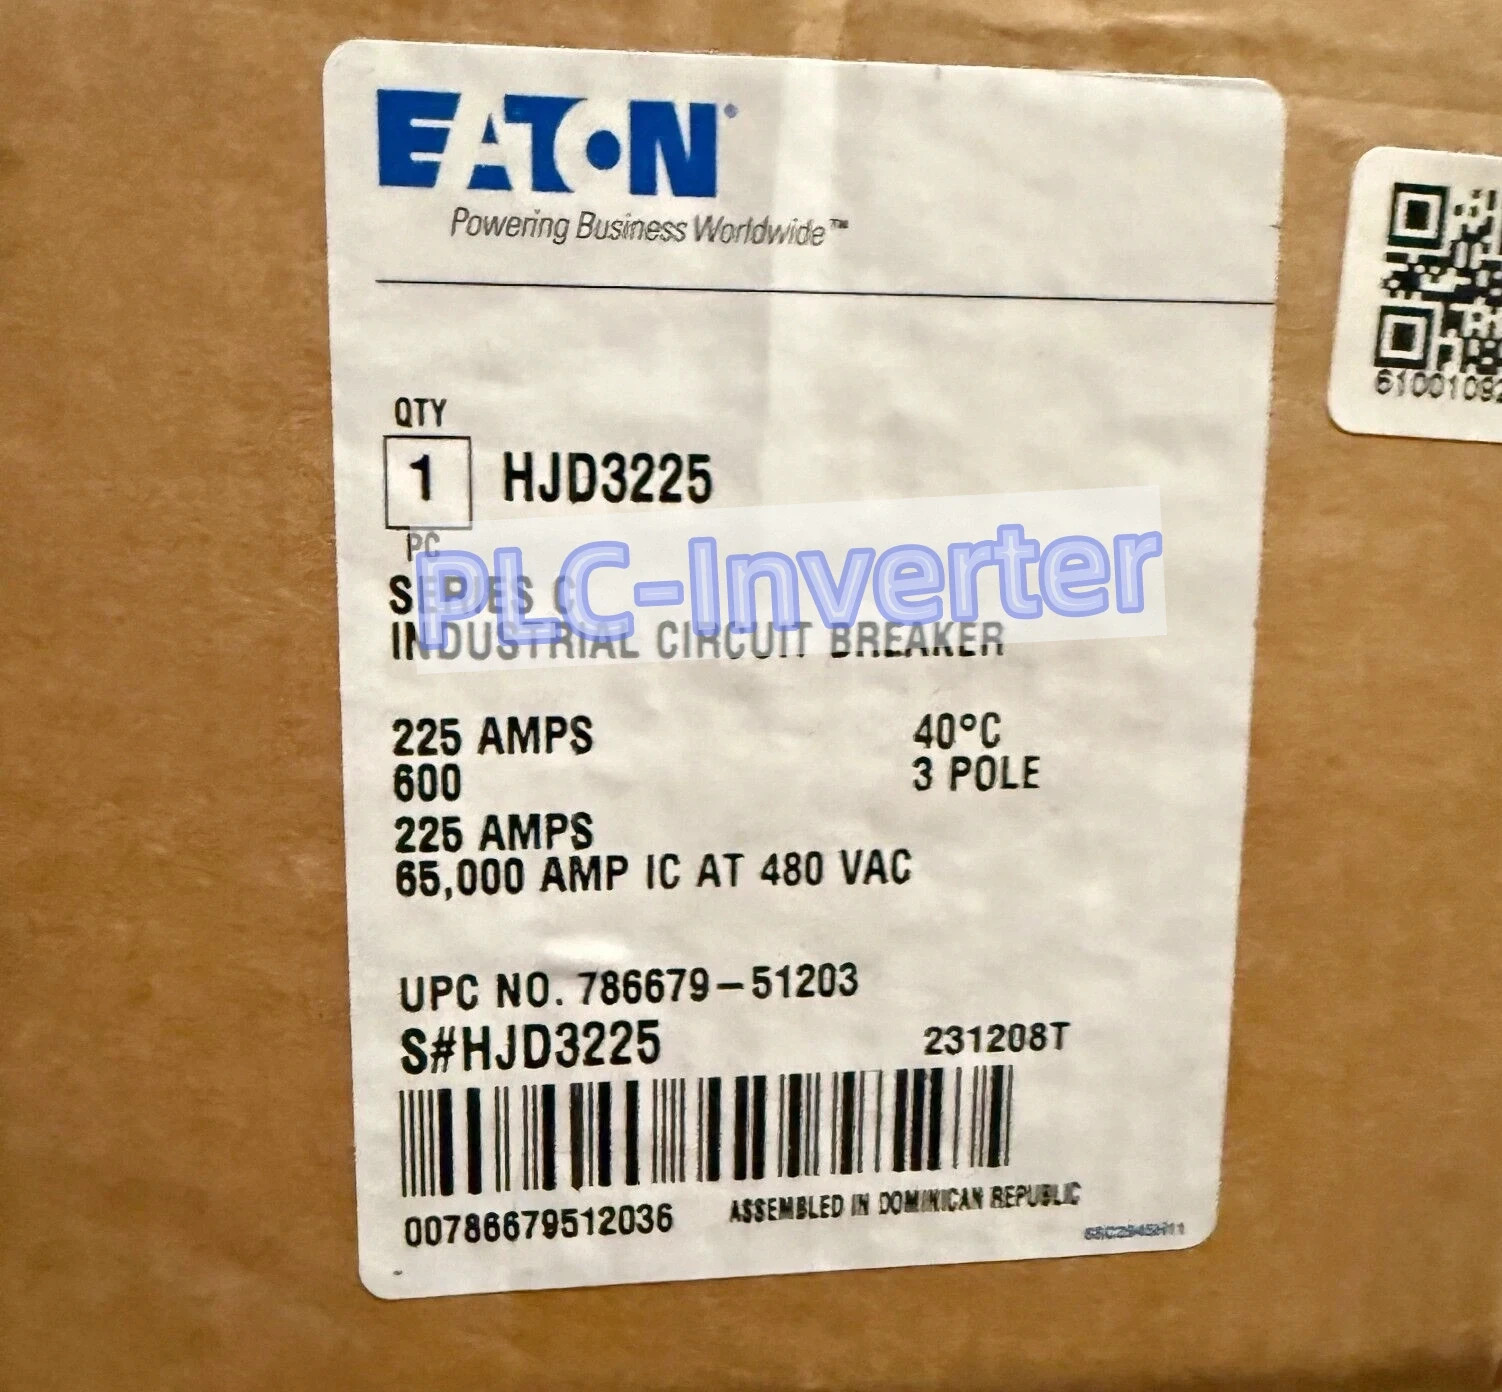 EATON®
Powering Business Worldwide™
QTY
1 HJD3225
PC
SERIES C
PLC-Inverter
INDUSTRIAL CIRCUIT BREAKER
225 AMPS 40°C
600 3 POLE
225 AMPS
65,000 AMP IC AT 480 VAC
UPC NO. 786679-51203
S#HJD3225 231208T
00786679512036 ASSEMBLED IN DOMINICAN REPUBLIC